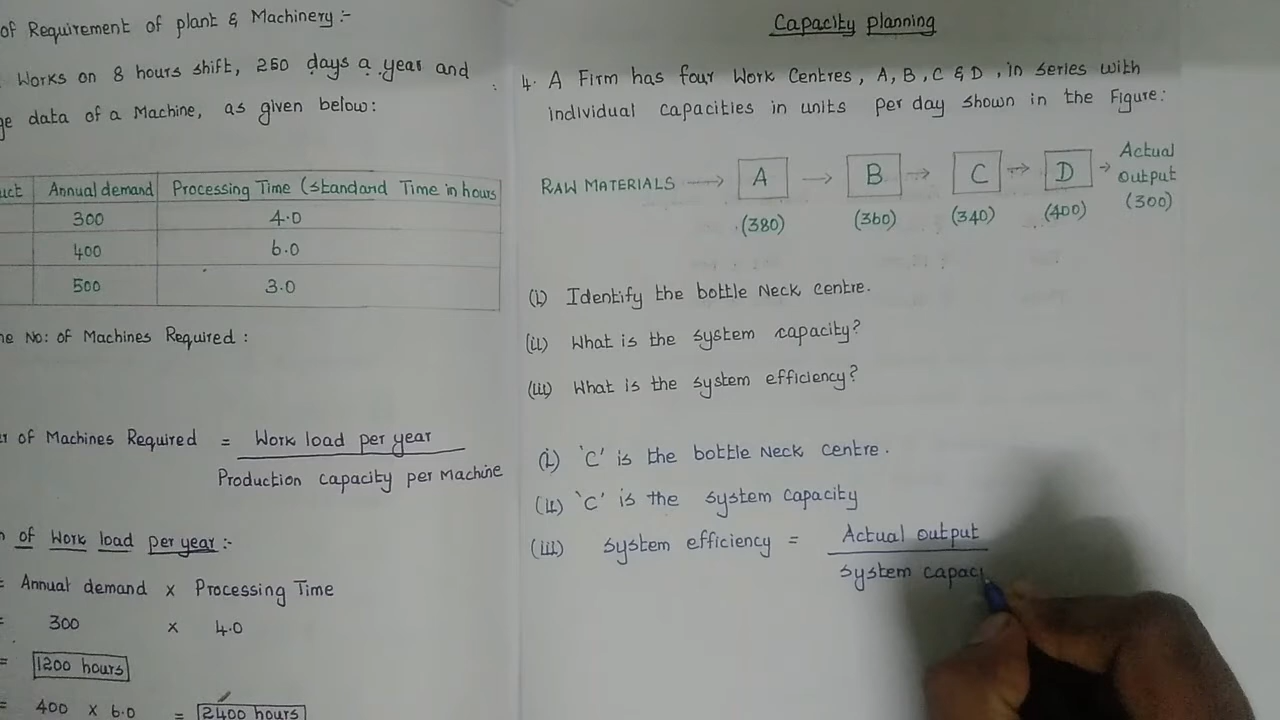 of Requirement of plant & Machinery :-
Works on 8 hours shift, 250 days a year and
data of a Machine, as given below :
Annual demand Processing Time (standard Time in hours
300 4.0
400 6.0
500 3.0
No: of Machines Required :
of Machines Required = Work load per year
Production capacity per Machine
of Work load per year :-
= Annual demand x Processing Time
= 300 x 4.0
= 1200 hours
= 400 x 6.0 = 2400 hours
Capacity planning
4. A Firm has four Work Centres, A, B, C & D, in series with
individual capacities in units per day shown in the Figure:
RAW MATERIALS → A → B → C → D → Actual output (300)
(380) (360) (340) (400)
(i) Identify the bottle Neck centre.
(ii) What is the system capacity?
(iii) What is the system efficiency?
(i) 'C' is the bottle Neck centre.
(ii) 'C' is the system capacity
(iii) system efficiency = Actual output
system capaci